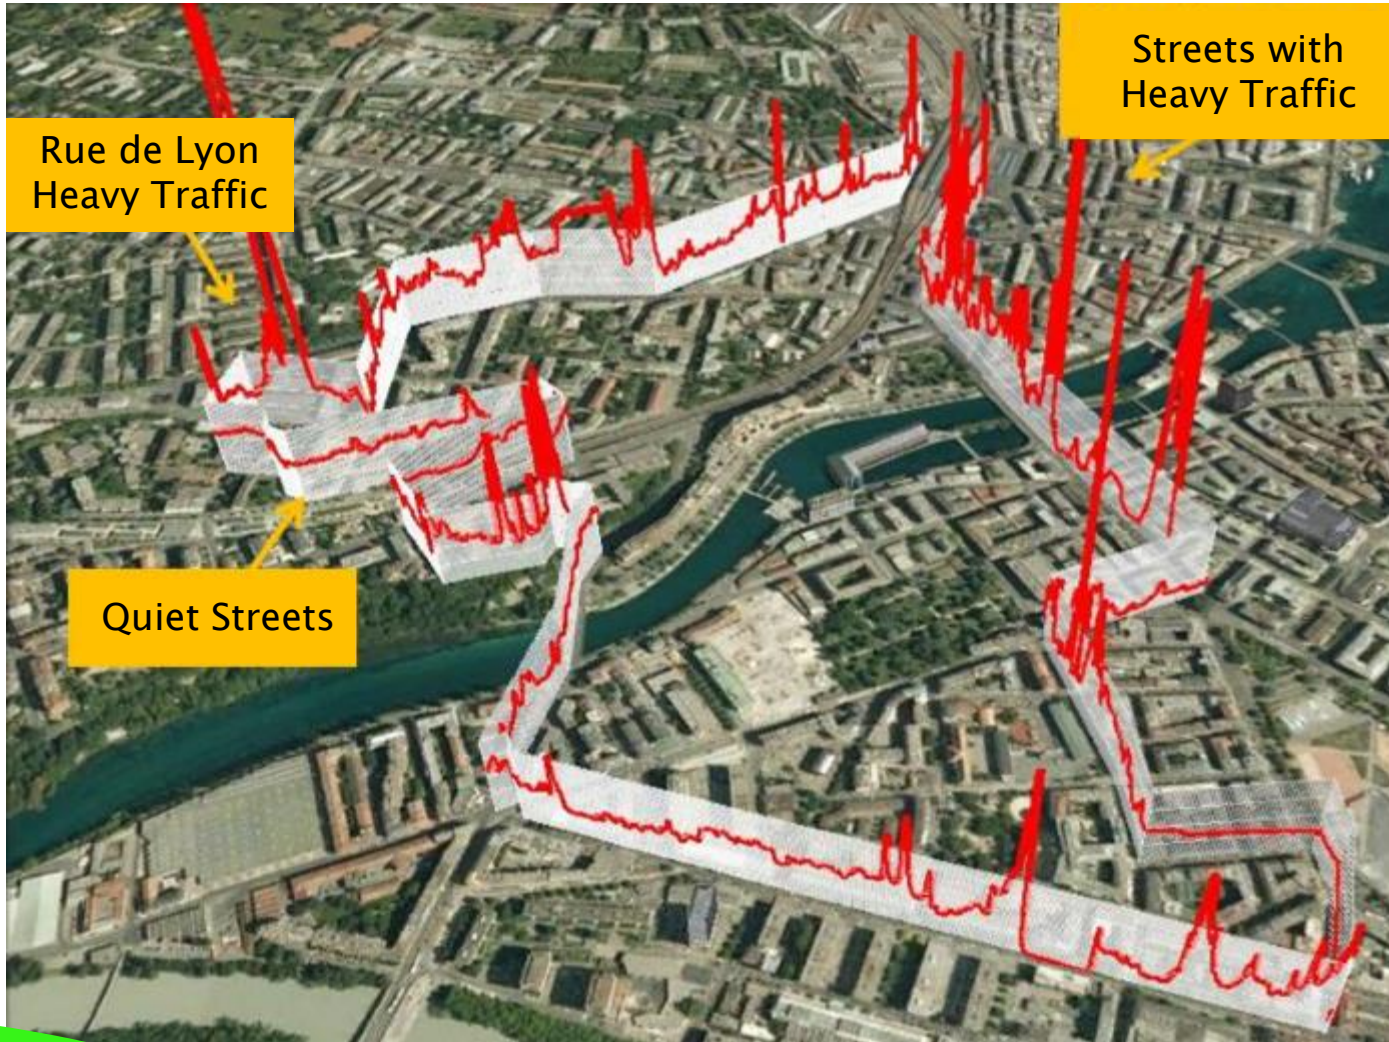 Streets with
Heavy Traffic
Rue de Lyon
Heavy Traffic
Quiet Streets